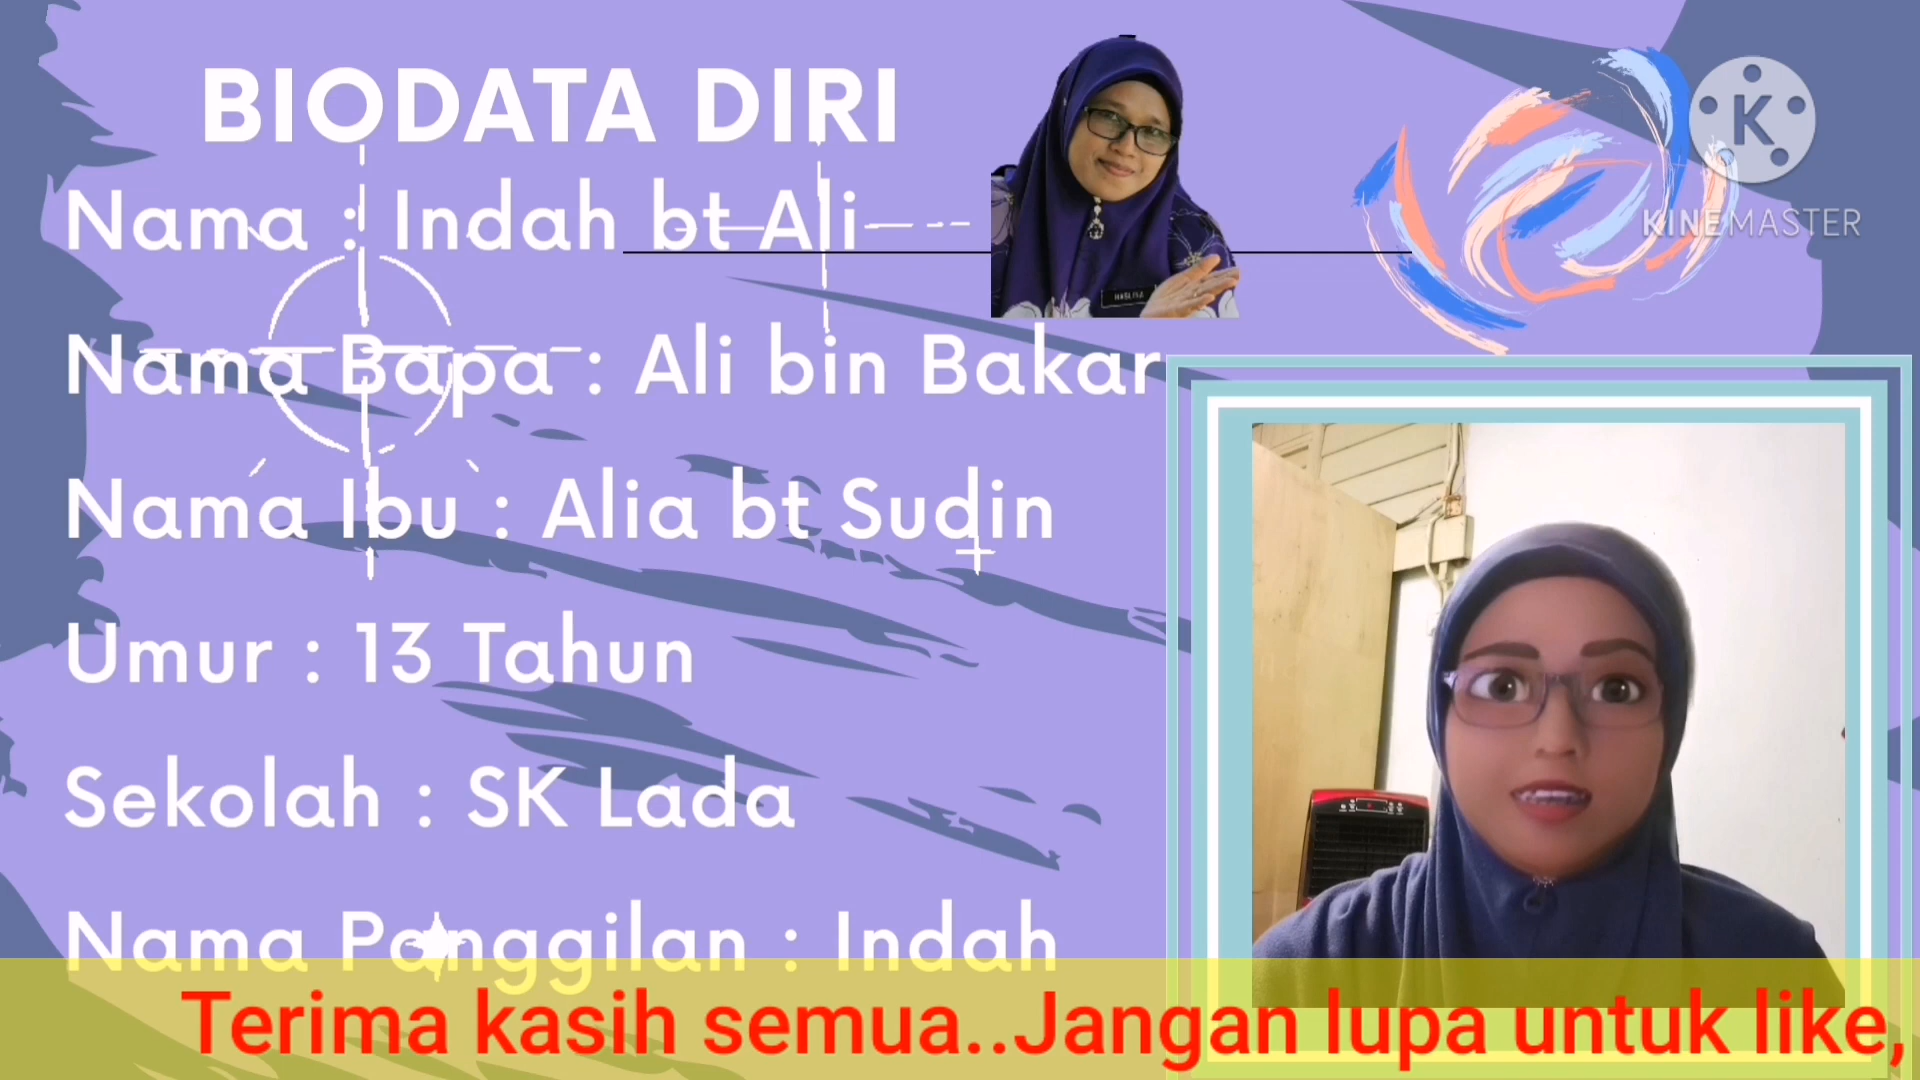 BIODATA DIRI
Nama : Indah bt Ali
Nama Bapa : Ali bin Bakar
Nama Ibu : Alia bt Sudin
Umur : 13 Tahun
Sekolah : SK Lada
Nama Panggilan : Indah
Terima kasih semua..Jangan lupa untuk like,
K
KINEMASTER